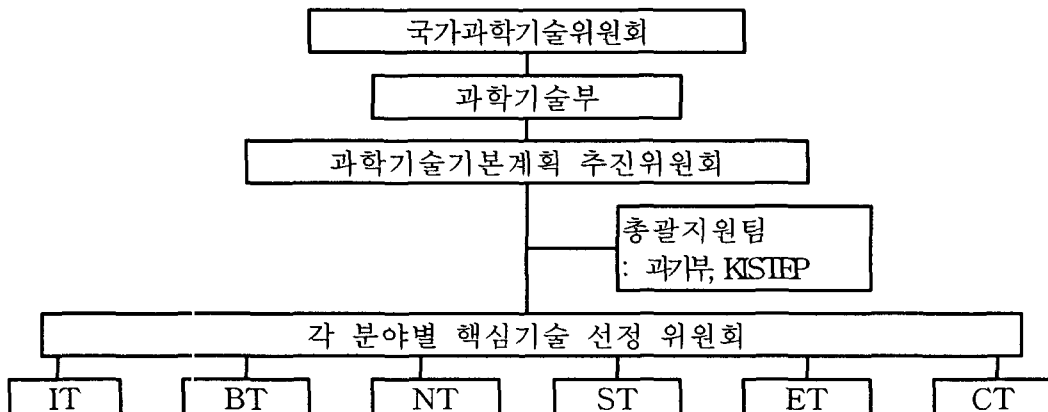 국가과학기술위원회
과학기술부
과학기술기본계획 추진위원회
총괄지원팀
: 과기부, KISTEP
각 분야별 핵심기술 선정 위원회
IT
BT
NT
ST
ET
CT